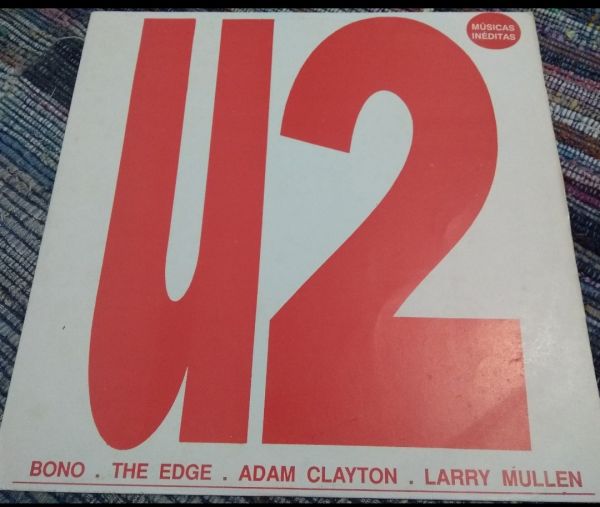 U2
MÚSICAS
INÉDITAS
BONO . THE EDGE . ADAM CLAYTON . LARRY MULLEN